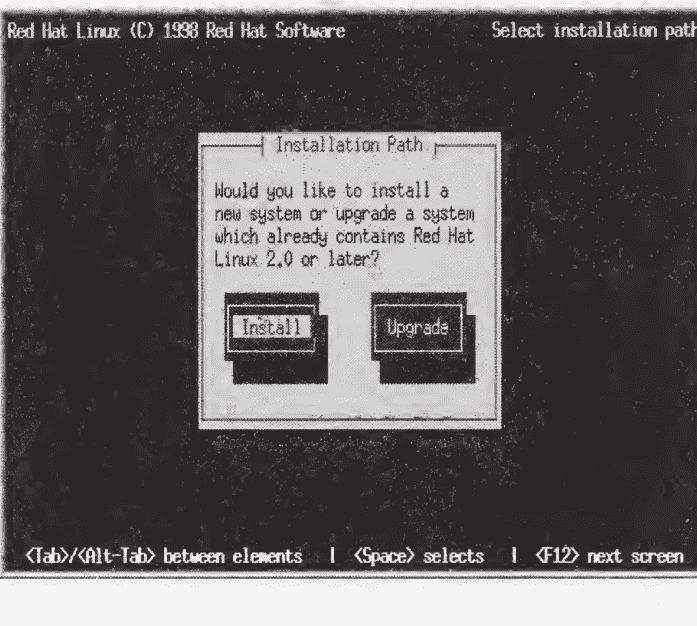 Red Hat Linux (C) 1998 Red Hat Software Select installation path
Installation Path
Would you like to install a
new system or upgrade a system
which already contains Red Hat
Linux 2.0 or later?
Install Upgrade
<Tab>/<Alt-Tab> between elements | <Space> selects | <F12> next screen